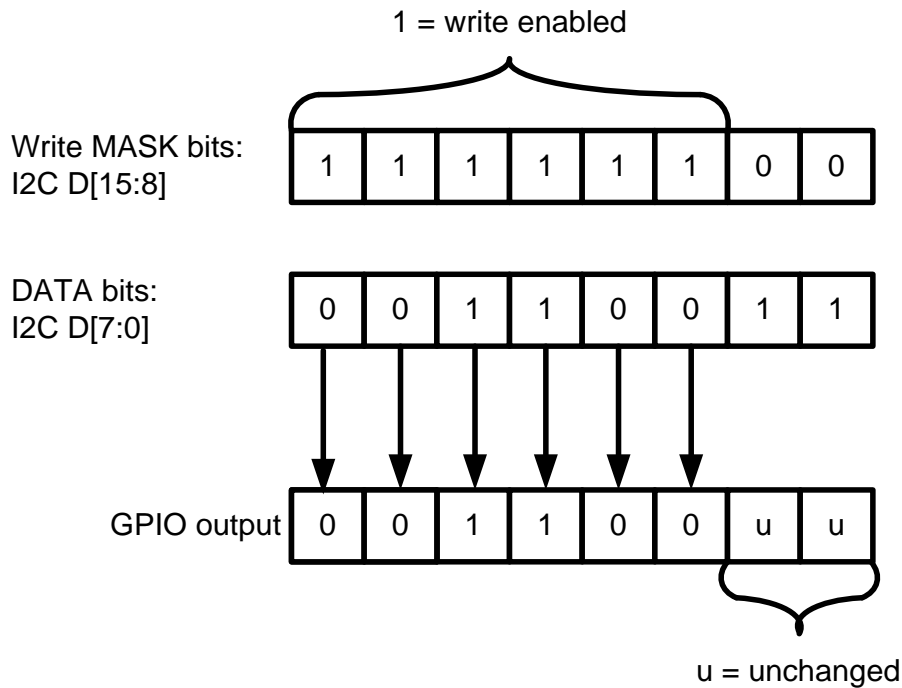 1 = write enabled
Write MASK bits:
I2C D[15:8]
1 1 1 1 1 1 0 0
DATA bits:
I2C D[7:0]
0 0 1 1 0 0 1 1
GPIO output 0 0 1 1 0 0 u u
u = unchanged